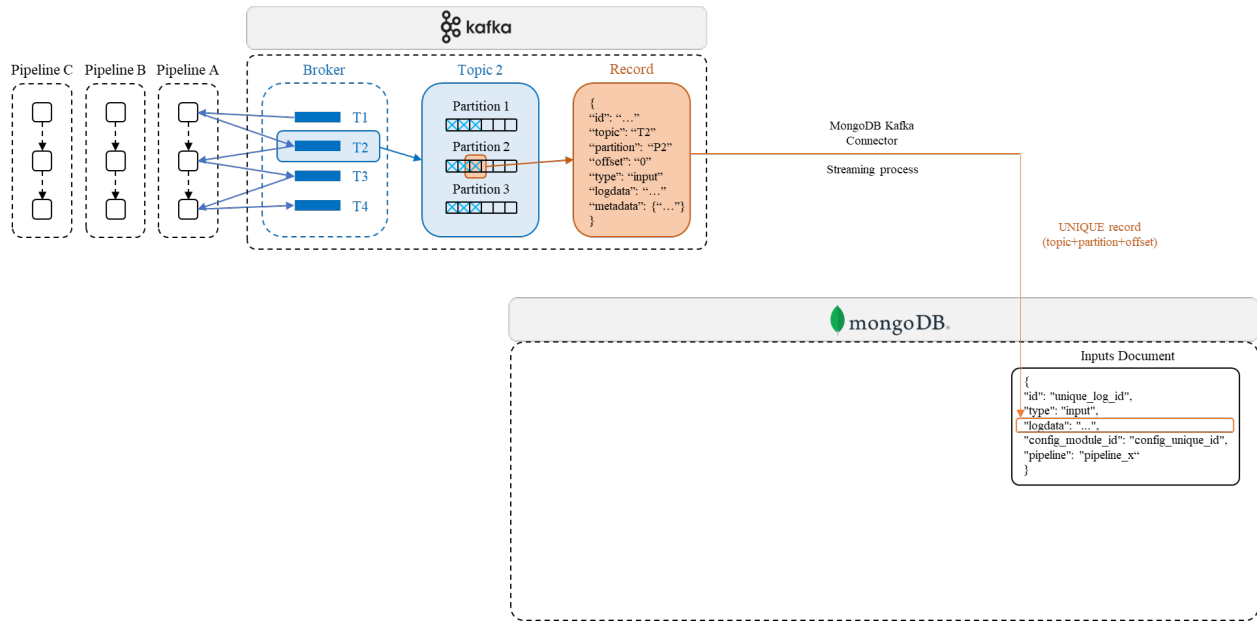 kafka
Pipeline C
Pipeline B
Pipeline A
Broker
T1
T2
T3
T4
Topic 2
Partition 1
Partition 2
Partition 3
Record
{
“id”: “…”
“topic”: “T2”
“partition”: “P2”
“offset”: “0”
“type”: “input”
“logdata”: “…”
“metadata”: {“…”}
}
MongoDB Kafka
Connector
Streaming process
UNIQUE record
(topic+partition+offset)
mongoDB.
Inputs Document
{
"id": "unique_log_id",
"type": "input",
"logdata": "...",
"config_module_id": "config_unique_id",
"pipeline": "pipeline_x“
}